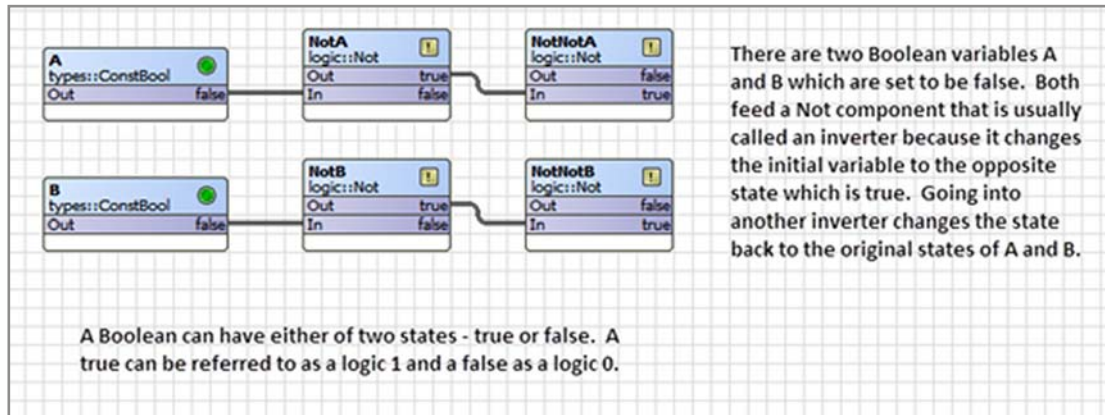 A
types::ConstBool
Out false
NotA
logic::Not
Out true
In false
NotNotA
logic::Not
Out false
In true
There are two Boolean variables A
and B which are set to be false.  Both
feed a Not component that is usually
called an inverter because it changes
the initial variable to the opposite
state which is true.  Going into
another inverter changes the state
back to the original states of A and B.
B
types::ConstBool
Out false
NotB
logic::Not
Out true
In false
NotNotB
logic::Not
Out false
In true
A Boolean can have either of two states - true or false.  A
true can be referred to as a logic 1 and a false as a logic 0.